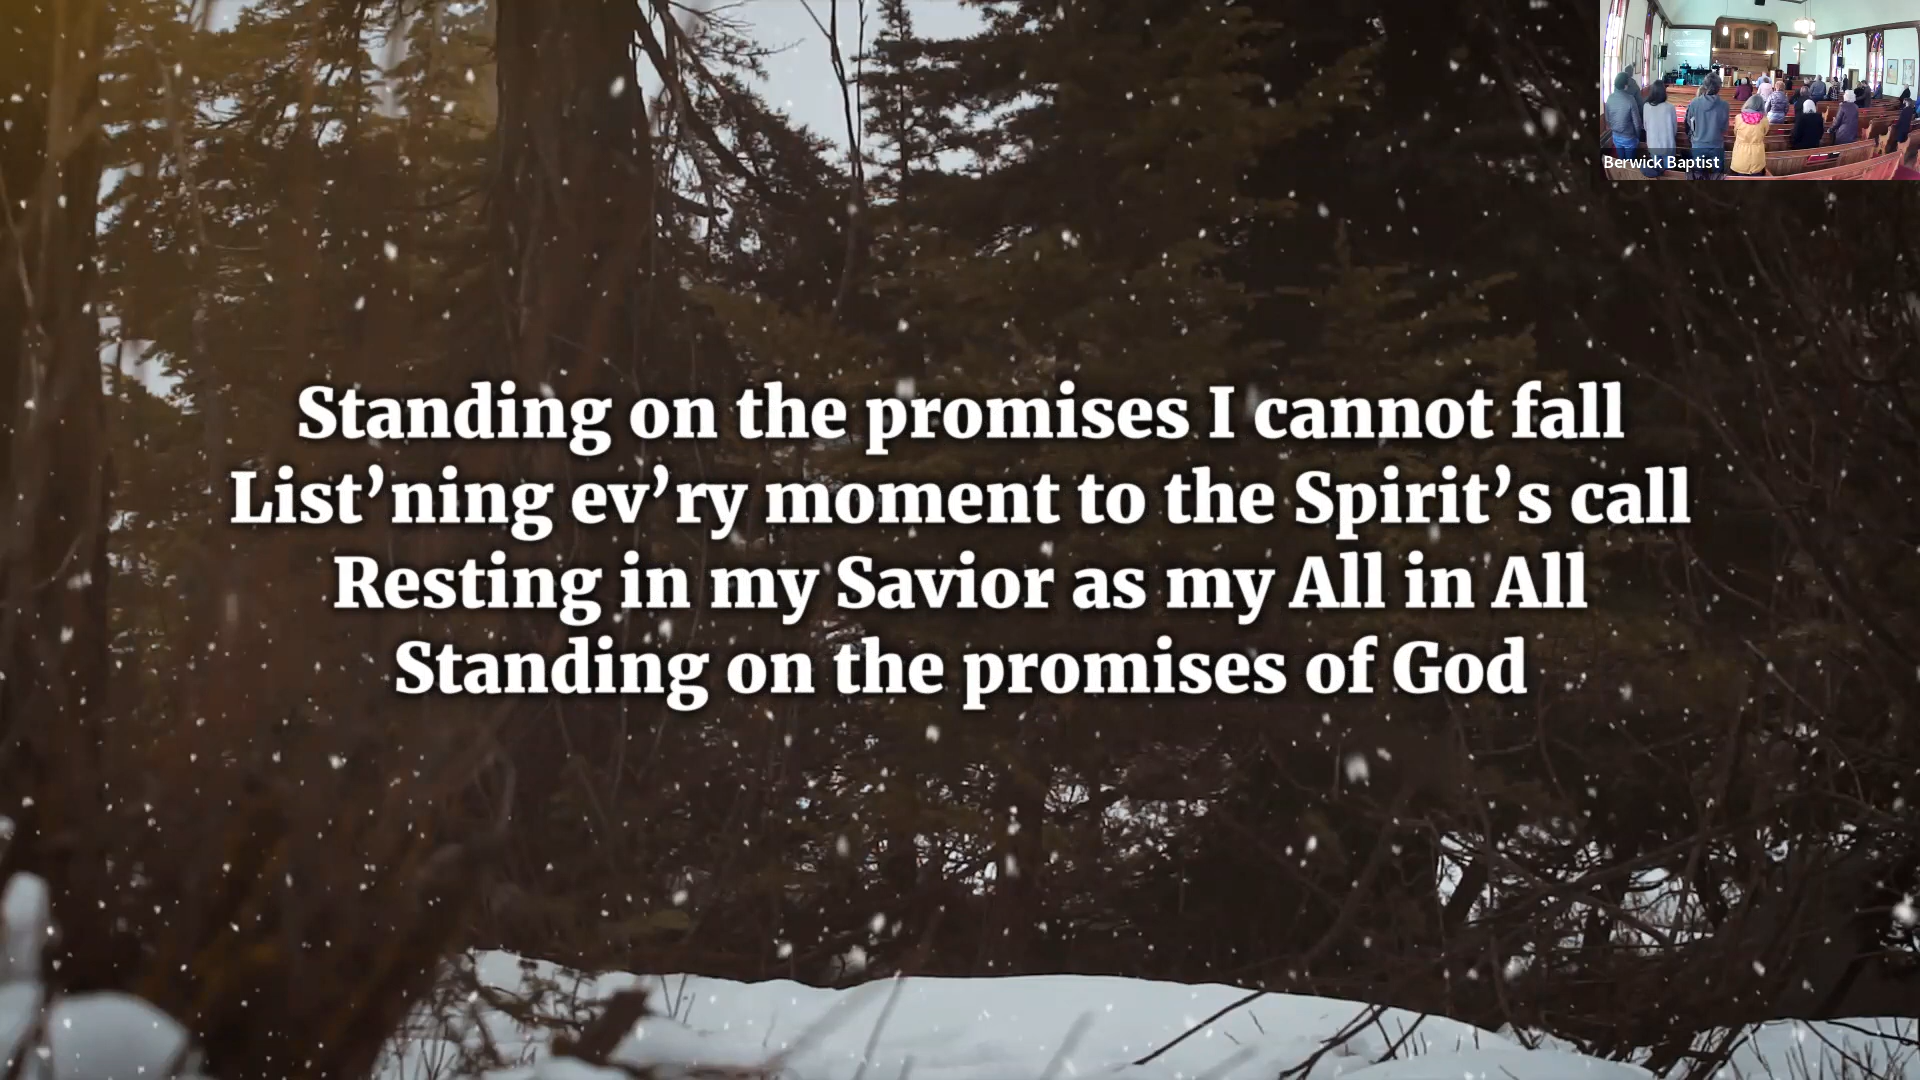 Berwick Baptist
Standing on the promises I cannot fall
List’ning ev’ry moment to the Spirit’s call
Resting in my Savior as my All in All
Standing on the promises of God